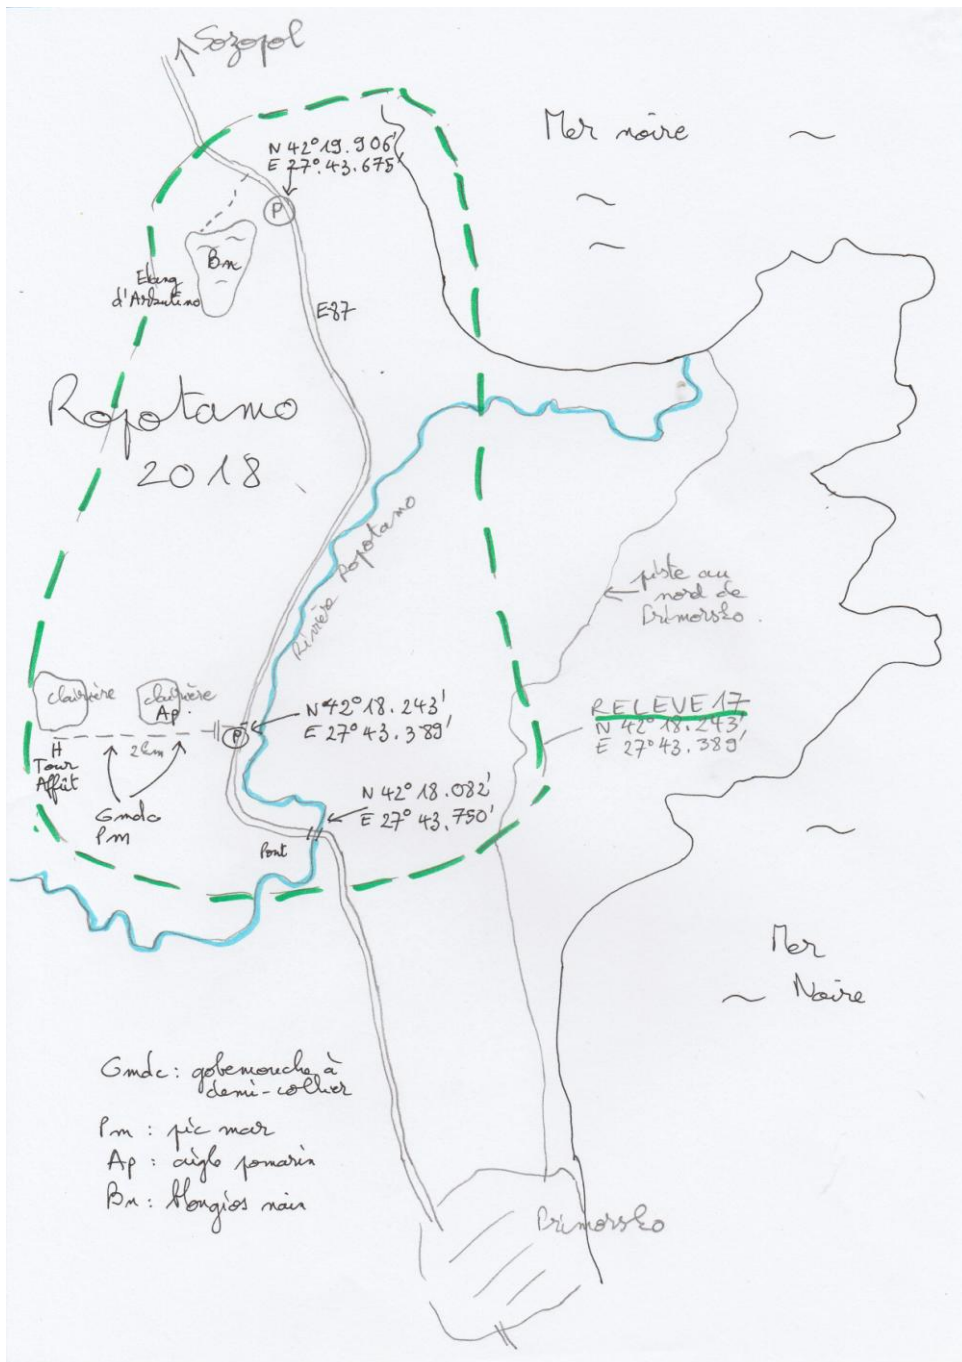 Sozopol
Mer noire
N 42° 19.906'
E 27°.43.675'
P
Bn
Etang
d'Arkutino
E87
Ropotamo
2018
Rivière Ropotamo
piste au
nord de
Primorsko.
clairière
clairière
Ap.
N 42° 18.243'
E 27° 43.389'
RELEVE 17
N 42° 18.243'
E 27° 43.389'
P
H
Tour
Affût
2km
Gmdc
Pm
N 42° 18.082'
E 27° 43.750'
Pont
Mer
Noire
Gmdc : gobemouche à
demi-collier
Pm : pic mar
Ap : aigle pomarin
Bn : blongios nain
Primorsko